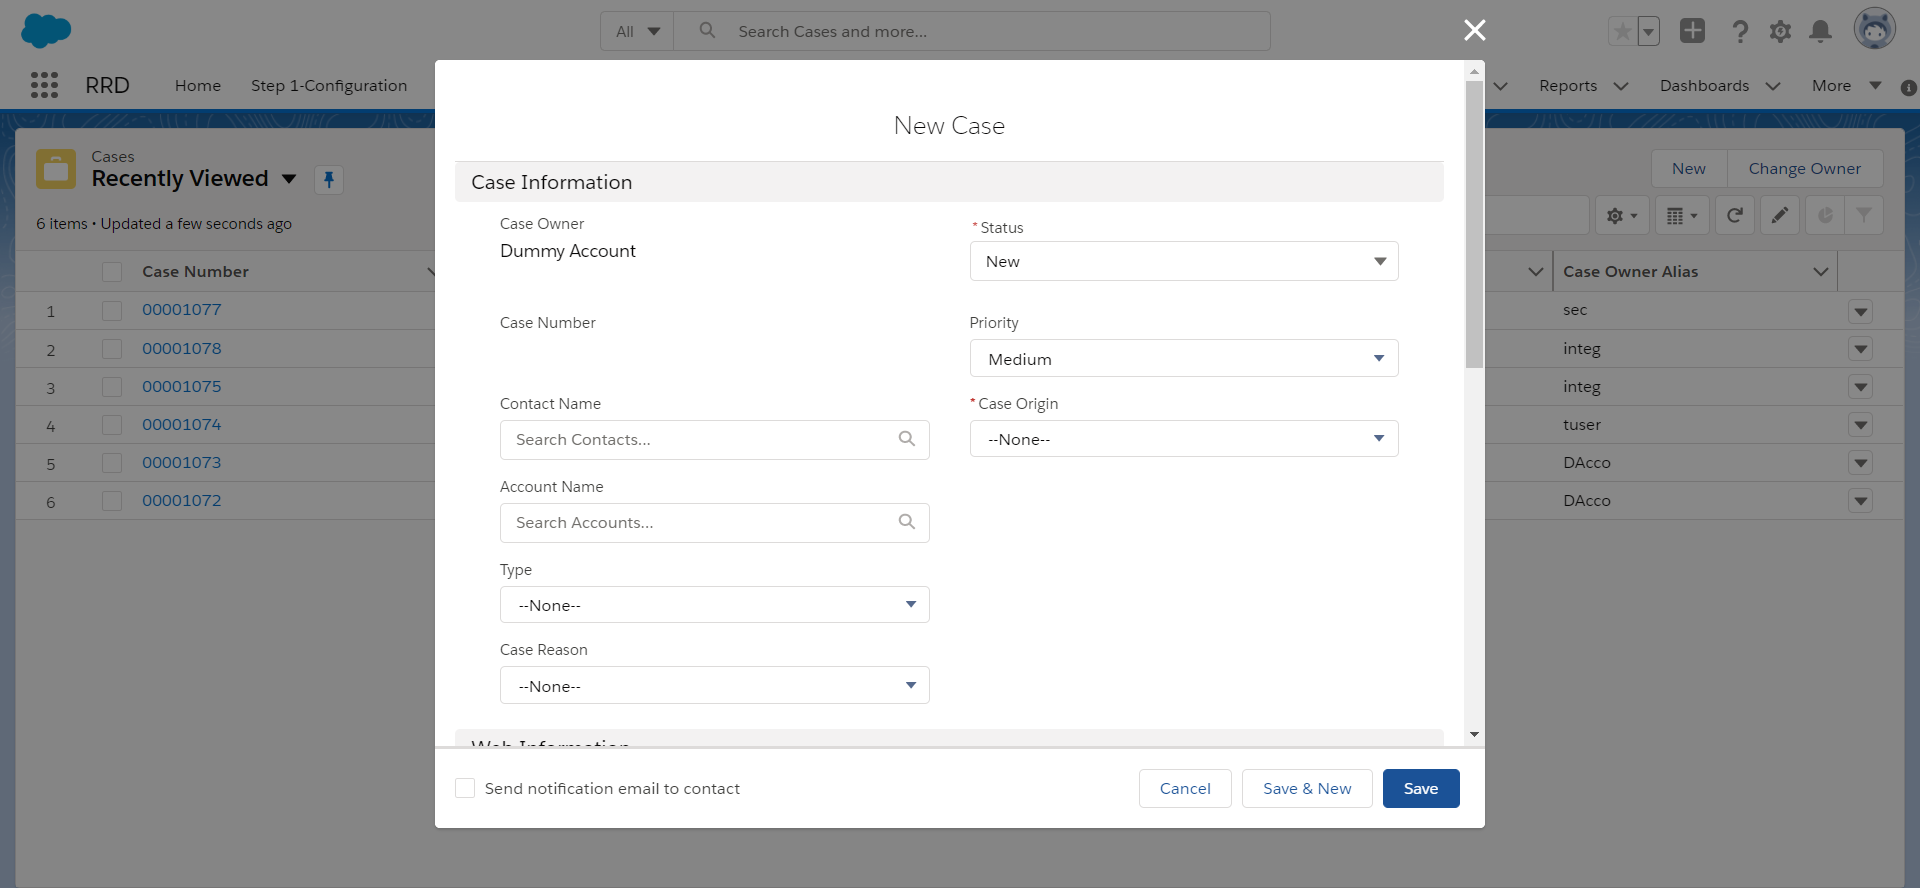 All
Search Cases and more...
RRD
Home
Step 1-Configuration
Reports
Dashboards
More
Cases
Recently Viewed
6 items • Updated a few seconds ago
New
Change Owner
Case Number
Case Owner Alias
1
00001077
sec
2
00001078
integ
3
00001075
integ
4
00001074
tuser
5
00001073
DAcco
6
00001072
DAcco
New Case
Case Information
Case Owner
Dummy Account
*Status
New
Case Number
Priority
Medium
Contact Name
Search Contacts...
*Case Origin
--None--
Account Name
Search Accounts...
Type
--None--
Case Reason
--None--
Web Information
Send notification email to contact
Cancel
Save & New
Save